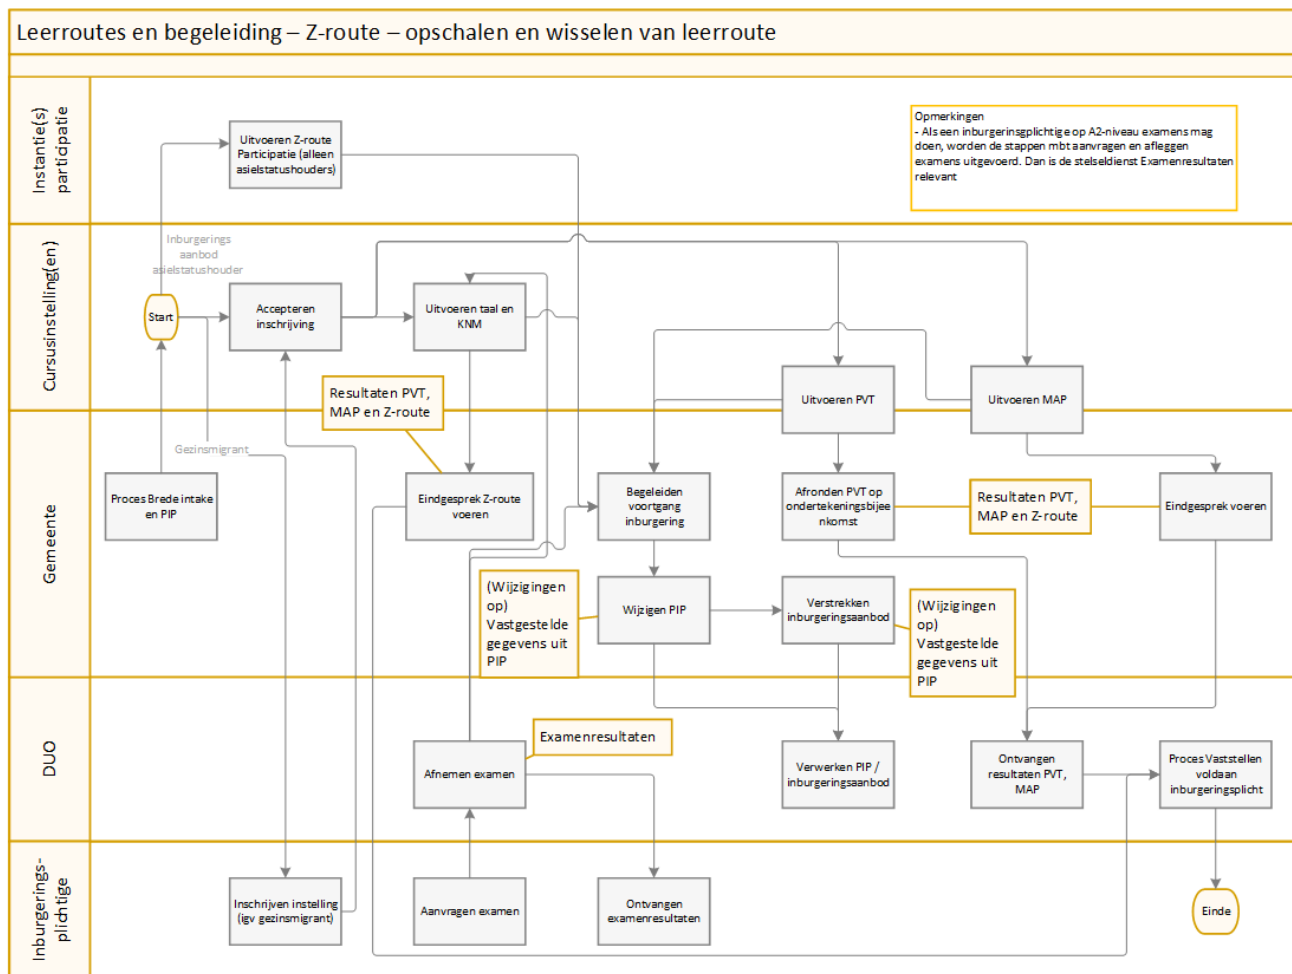 Leerroutes en begeleiding – Z-route – opschalen en wisselen van leerroute
Instantie(s)
participatie
Uitvoeren Z-route
Participatie (alleen
asielstatushouders)
Opmerkingen
- Als een inburgerinsgplichtige op A2-niveau examens mag
doen, worden de stappen mbt aanvragen en afleggen
examens uitgevoerd. Dan is de stelseldienst Examenresultaten
relevant
Cursusinstelling(en)
Inburgerings
aanbod
asielstatushouder
Start
Accepteren
inschrijving
Uitvoeren taal en
KNM
Uitvoeren PVT
Uitvoeren MAP
Resultaten PVT,
MAP en Z-route
Gemeente
Gezinsmigrant
Proces Brede intake
en PIP
Eindgesprek Z-route
voeren
Begeleiden
voortgang
inburgering
Afronden PVT op
ondertekeningsbijee
nkomst
Resultaten PVT,
MAP en Z-route
Eindgesprek voeren
(Wijzigingen
op)
Vastgestelde
gegevens uit
PIP
Wijzigen PIP
Verstrekken
inburgeringsaanbod
(Wijzigingen
op)
Vastgestelde
gegevens uit
PIP
DUO
Afnemen examen
Examenresultaten
Verwerken PIP /
inburgeringsaanbod
Ontvangen
resultaten PVT,
MAP
Proces Vaststellen
voldaan
inburgeringsplicht
Inburgerings-
plichtige
Inschrijven instelling
(igv gezinsmigrant)
Aanvragen examen
Ontvangen
examenresultaten
Einde